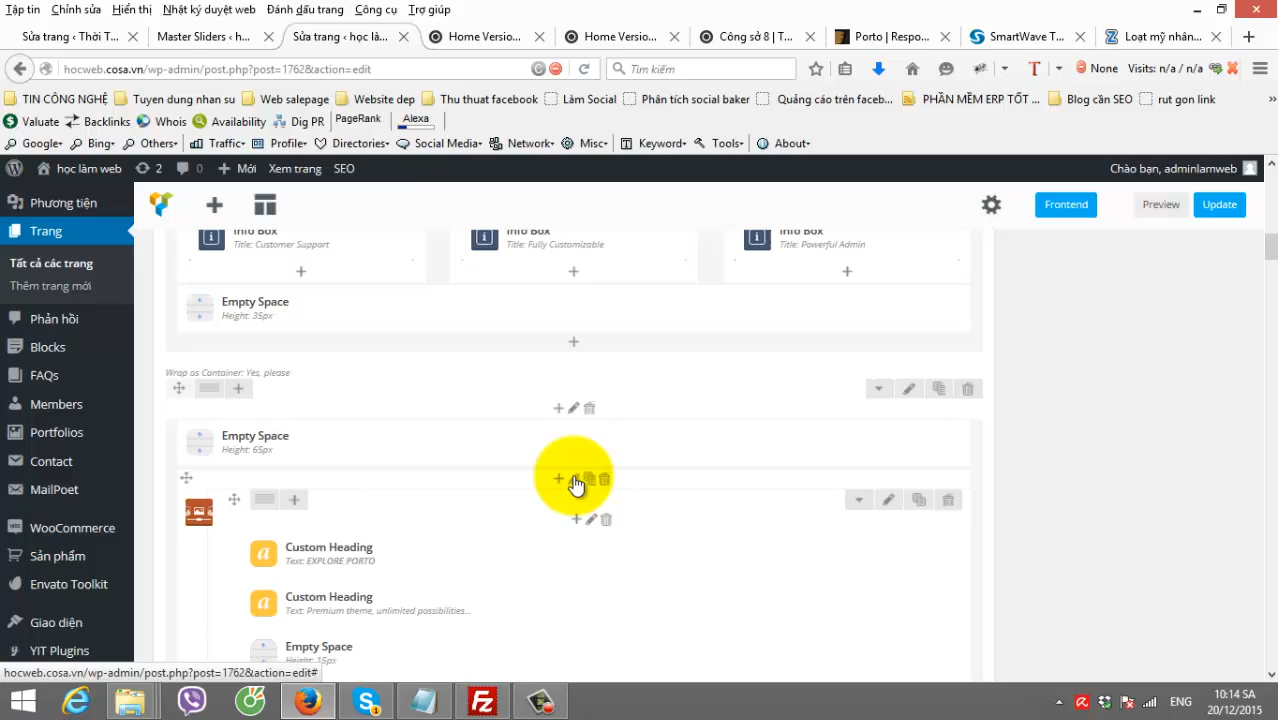 Tập tin Chỉnh sửa Hiển thị Nhật ký duyệt web Đánh dấu trang Công cụ Trợ giúp
Sửa trang ‹ Thời T... Master Sliders ‹ h... Sửa trang ‹ học là... Home Versio... Home Versio... Công sở 8 | T... Porto | Respo... SmartWave T... Loạt mỹ nhân...
hocweb.cosa.vn/wp-admin/post.php?post=1762&action=edit Tìm kiếm None Visits: n/a / n/a
TIN CÔNG NGHỆ Tuyen dung nhan su Web salepage Website dep Thu thuat facebook Làm Social Phân tích social baker Quảng cáo trên faceb... PHẦN MỀM ERP TỐT ... Blog cần SEO rut gon link
Valuate Backlinks Whois Availability Dig PR PageRank Alexa
Google Bing Others Traffic Profile Directories Social Media Network Misc Keyword Tools About
học làm web 2 0 Mới Xem trang SEO Chào bạn, adminlamweb
Phương tiện
Trang
Tất cả các trang
Thêm trang mới
Phản hồi
Blocks
FAQs
Members
Portfolios
Contact
MailPoet
WooCommerce
Sản phẩm
Envato Toolkit
Giao diện
YIT Plugins
Frontend Preview Update
Info Box Info Box Info Box
Title: Customer Support Title: Fully Customizable Title: Powerful Admin
Empty Space
Height: 35px
Wrap as Container: Yes, please
Empty Space
Height: 65px
Custom Heading
Text: EXPLORE PORTO
Custom Heading
Text: Premium theme, unlimited possibilities...
Empty Space
Height: 15px
hocweb.cosa.vn/wp-admin/post.php?post=1762&action=edit#
ENG
10:14 SA
20/12/2015